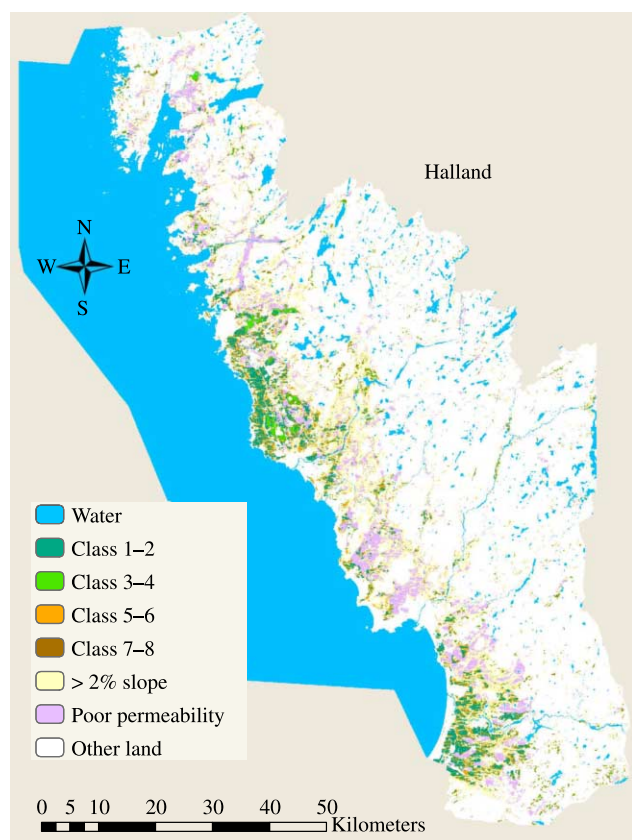 Halland
N
W E
S
Water
Class 1–2
Class 3–4
Class 5–6
Class 7–8
> 2% slope
Poor permeability
Other land
0 5 10 20 30 40 50
Kilometers